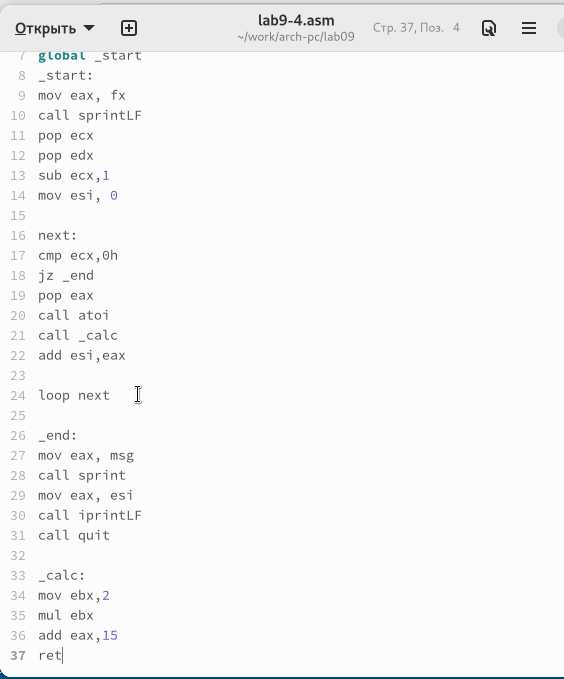 Открыть
lab9-4.asm
~/work/arch-pc/lab09
Стр. 37, Поз. 4
7 global _start
8 _start:
9 mov eax, fx
10 call sprintLF
11 pop ecx
12 pop edx
13 sub ecx,1
14 mov esi, 0
15
16 next:
17 cmp ecx,0h
18 jz _end
19 pop eax
20 call atoi
21 call _calc
22 add esi,eax
23
24 loop next
25
26 _end:
27 mov eax, msg
28 call sprint
29 mov eax, esi
30 call iprintLF
31 call quit
32
33 _calc:
34 mov ebx,2
35 mul ebx
36 add eax,15
37 ret